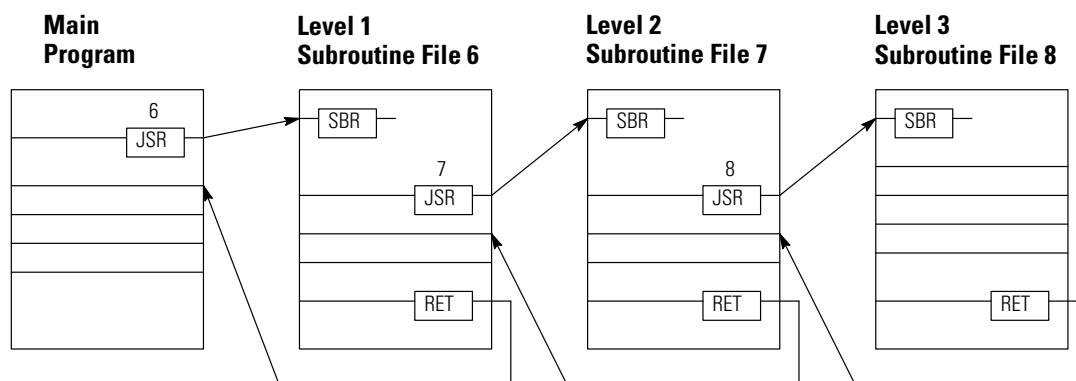 Main
Program
Level 1
Subroutine File 6
Level 2
Subroutine File 7
Level 3
Subroutine File 8
6
JSR
SBR
7
JSR
RET
SBR
8
JSR
RET
SBR
RET